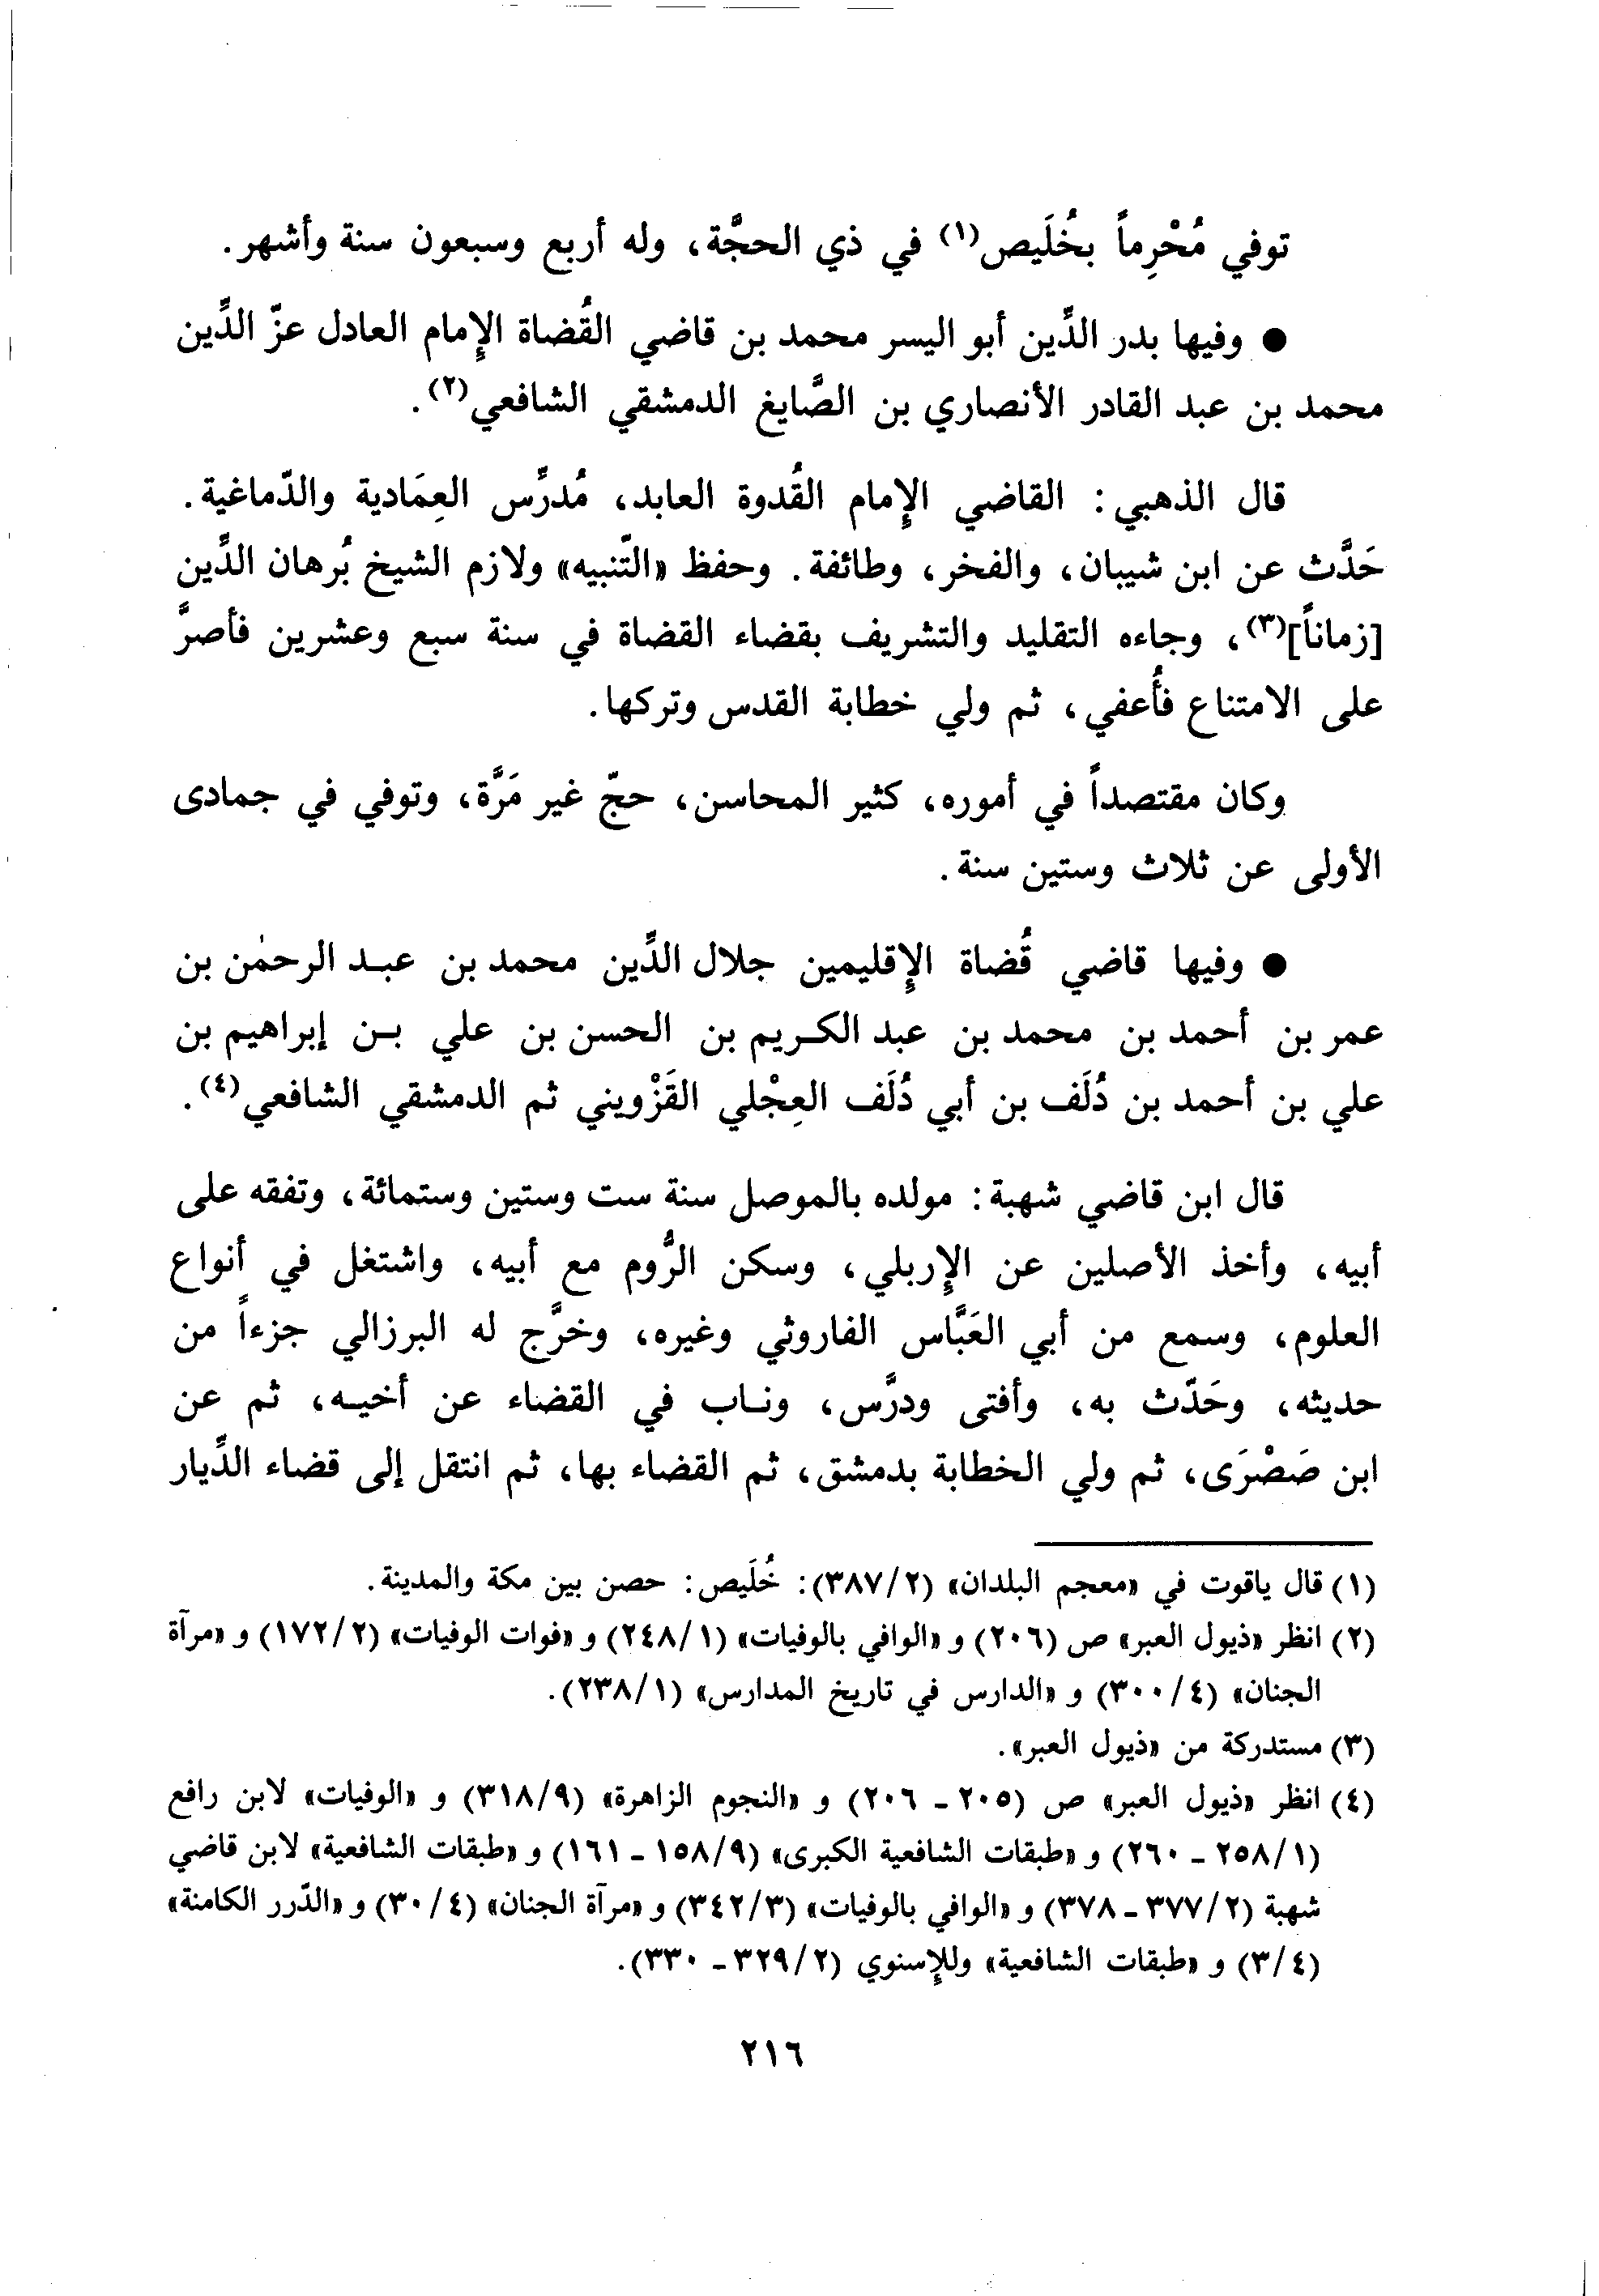 توفي مُحْرِماً بخُلَيص(١) في ذي الحجَّة، وله أربع وسبعون سنة وأشهر.
● وفيها بدر الدِّين أبو اليسر محمد بن قاضي القُضاة الإمام العادل عزّ الدِّين
محمد بن عبد القادر الأنصاري بن الصَّايغ الدمشقي الشافعي(٢).
قال الذهبي: القاضي الإمام القُدوة العابد، مُدرِّس العِمَادية والدّماغية.
حَدَّث عن ابن شيبان، والفخر، وطائفة. وحفظ «التّنبيه» ولازم الشيخ بُرهان الدِّين
[زماناً](٣)، وجاءه التقليد والتشريف بقضاء القضاة في سنة سبع وعشرين فأصرَّ
على الامتناع فأُعفي، ثم ولي خطابة القدس وتركها.
وكان مقتصداً في أموره، كثير المحاسن، حجّ غير مَرَّة، وتوفي في جمادى
الأولى عن ثلاث وستين سنة.
● وفيها قاضي قُضاة الإقليمين جلال الدِّين محمد بن عبد الرحمٰن بن
عمر بن أحمد بن محمد بن عبد الكريم بن الحسن بن علي بن إبراهيم بن
علي بن أحمد بن دُلَف بن أبي دُلَف العِجْلي القَزْويني ثم الدمشقي الشافعي(٤).
قال ابن قاضي شهبة: مولده بالموصل سنة ست وستين وستمائة، وتفقه على
أبيه، وأخذ الأصلين عن الإربلي، وسكن الرُّوم مع أبيه، واشتغل في أنواع
العلوم، وسمع من أبي العَبَّاس الفاروثي وغيره، وخرَّج له البرزالي جزءاً من
حديثه، وحَدّث به، وأفتى ودرَّس، وناب في القضاء عن أخيه، ثم عن
ابن صَصْرَى، ثم ولي الخطابة بدمشق، ثم القضاء بها، ثم انتقل إلى قضاء الدِّيار
(١) قال ياقوت في «معجم البلدان» (٣٨٧/٢): خُلَيص: حصن بين مكة والمدينة.
(٢) انظر «ذيول العبر» ص (٢٠٦) و «الوافي بالوفيات» (٢٤٨/١) و «فوات الوفيات» (١٧٢/٢) و «مرآة
الجنان» (٣٠٠/٤) و «الدارس في تاريخ المدارس» (٢٣٨/١).
(٣) مستدركة من «ذيول العبر».
(٤) انظر «ذيول العبر» ص (٢٠٥ - ٢٠٦) و «النجوم الزاهرة» (٣١٨/٩) و «الوفيات» لابن رافع
(٢٥٨/١ - ٢٦٠) و «طبقات الشافعية الكبرى» (١٥٨/٩ - ١٦١) و «طبقات الشافعية» لابن قاضي
شهبة (٣٧٧/٢ - ٣٧٨) و «الوافي بالوفيات» (٣٤٢/٣) و «مرآة الجنان» (٣٠/٤) و «الدّرر الكامنة»
(٣/٤) و «طبقات الشافعية» وللإسنوي (٣٢٩/٢ - ٣٣٠).
٢١٦